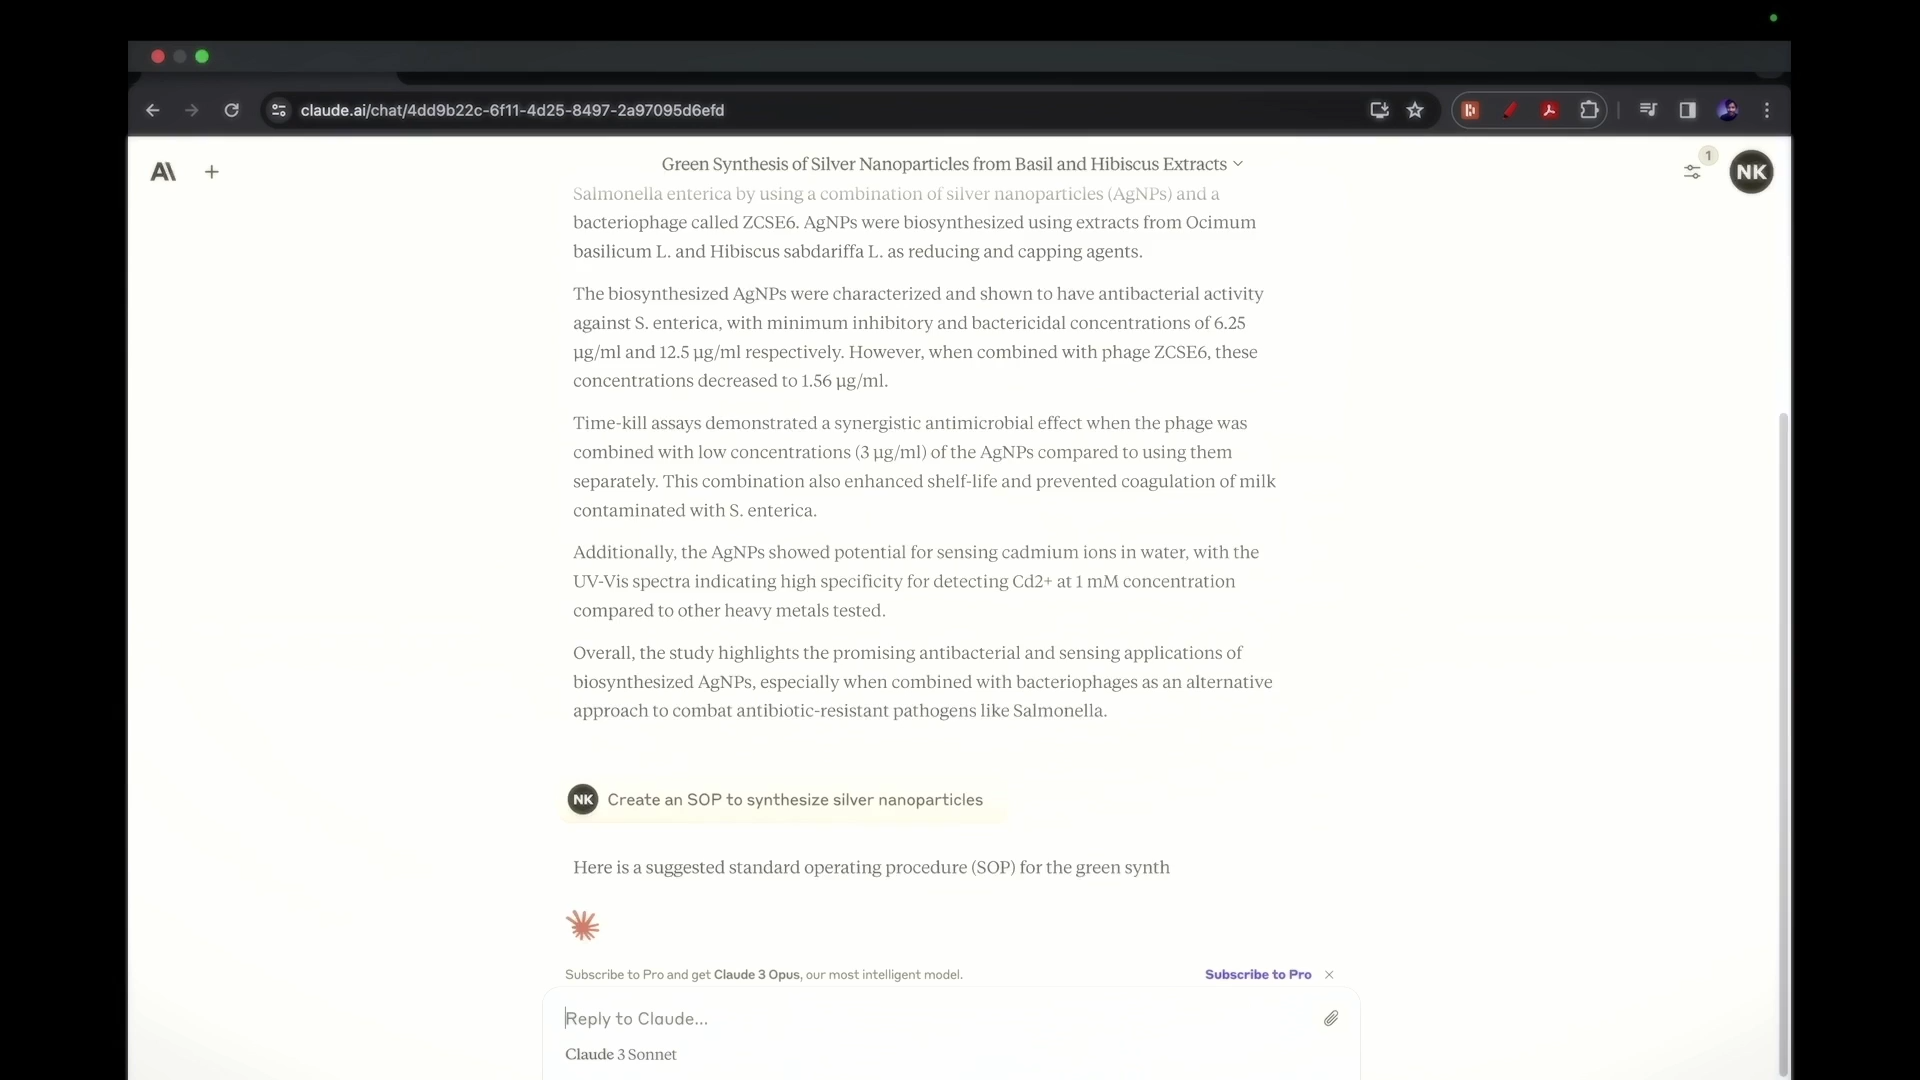 claude.ai/chat/4dd9b22c-6f11-4d25-8497-2a97095d6efd
Green Synthesis of Silver Nanoparticles from Basil and Hibiscus Extracts
1
NK
Salmonella enterica by using a combination of silver nanoparticles (AgNPs) and a
bacteriophage called ZCSE6. AgNPs were biosynthesized using extracts from Ocimum
basilicum L. and Hibiscus sabdariffa L. as reducing and capping agents.
The biosynthesized AgNPs were characterized and shown to have antibacterial activity
against S. enterica, with minimum inhibitory and bactericidal concentrations of 6.25
µg/ml and 12.5 µg/ml respectively. However, when combined with phage ZCSE6, these
concentrations decreased to 1.56 µg/ml.
Time-kill assays demonstrated a synergistic antimicrobial effect when the phage was
combined with low concentrations (3 µg/ml) of the AgNPs compared to using them
separately. This combination also enhanced shelf-life and prevented coagulation of milk
contaminated with S. enterica.
Additionally, the AgNPs showed potential for sensing cadmium ions in water, with the
UV-Vis spectra indicating high specificity for detecting Cd2+ at 1 mM concentration
compared to other heavy metals tested.
Overall, the study highlights the promising antibacterial and sensing applications of
biosynthesized AgNPs, especially when combined with bacteriophages as an alternative
approach to combat antibiotic-resistant pathogens like Salmonella.
NK Create an SOP to synthesize silver nanoparticles
Here is a suggested standard operating procedure (SOP) for the green synth
Subscribe to Pro and get Claude 3 Opus, our most intelligent model. Subscribe to Pro
Reply to Claude...
Claude 3 Sonnet